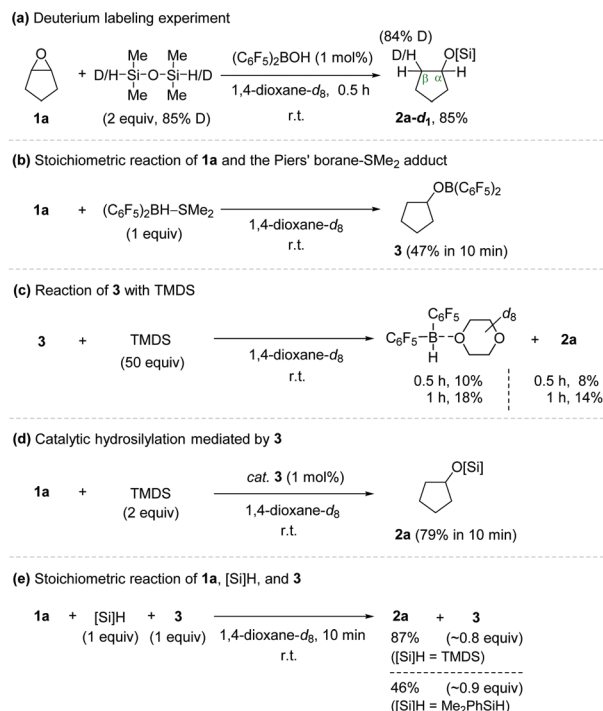 (a) Deuterium labeling experiment
(84% D)
O
Me Me
D/H–Si–O–Si–H/D
Me Me
+
(C6F5)2BOH (1 mol%)
1,4-dioxane-d8, 0.5 h
r.t.
D/H O[Si]
H β α H
1a (2 equiv, 85% D) 2a-d1, 85%
(b) Stoichiometric reaction of 1a and the Piers' borane-SMe2 adduct
OB(C6F5)2
1a + (C6F5)2BH–SMe2
(1 equiv)
1,4-dioxane-d8
r.t.
3 (47% in 10 min)
(c) Reaction of 3 with TMDS
C6F5 d8
C6F5–B--O O + 2a
H
3 + TMDS
(50 equiv)
1,4-dioxane-d8
r.t.
0.5 h, 10% 0.5 h, 8%
1 h, 18% 1 h, 14%
(d) Catalytic hydrosilylation mediated by 3
O[Si]
1a + TMDS
(2 equiv)
cat. 3 (1 mol%)
1,4-dioxane-d8
r.t.
2a (79% in 10 min)
(e) Stoichiometric reaction of 1a, [Si]H, and 3
1a + [Si]H + 3 2a + 3
(1 equiv) (1 equiv) 1,4-dioxane-d8, 10 min 87% (~0.8 equiv)
r.t. ([Si]H = TMDS)
46% (~0.9 equiv)
([Si]H = Me2PhSiH)